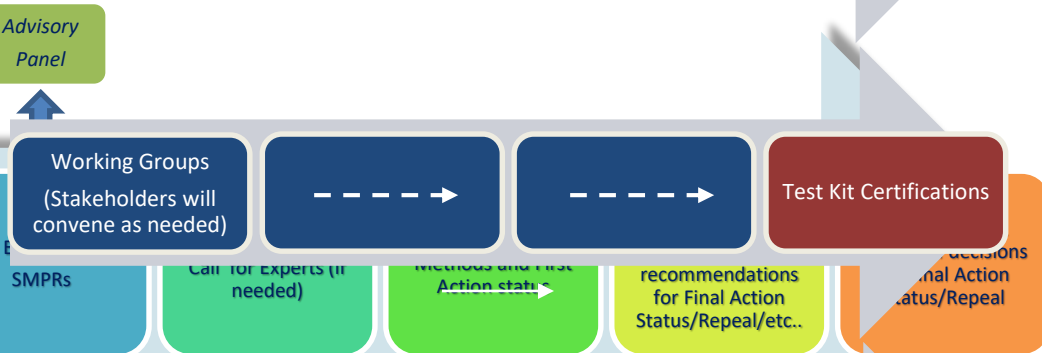 Advisory
Panel
Working Groups
(Stakeholders will
convene as needed)
Test Kit Certifications
SMPRs
Call for Experts (if
needed)
Methods and First
Action status
recommendations
for Final Action
Status/Repeal/etc..
decisions
Action
Status/Repeal